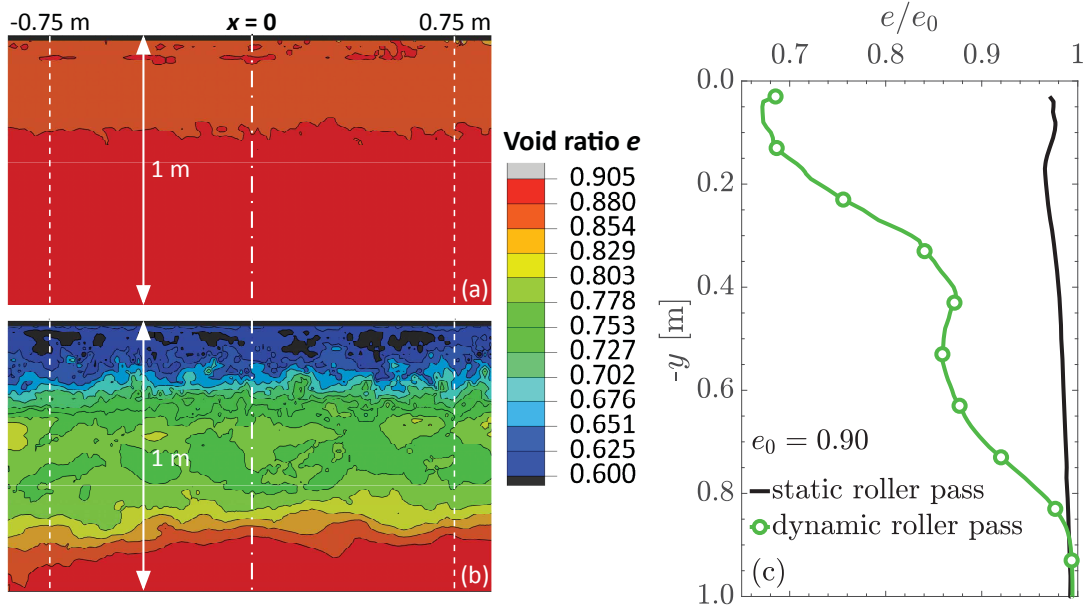 -0.75 m
x = 0
0.75 m
1 m
(a)
1 m
(b)
Void ratio e
0.905
0.880
0.854
0.829
0.803
0.778
0.753
0.727
0.702
0.676
0.651
0.625
0.600
e/e₀
0.7
0.8
0.9
1
0.0
0.2
0.4
0.6
0.8
1.0
-y [m]
e₀ = 0.90
static roller pass
dynamic roller pass
(c)